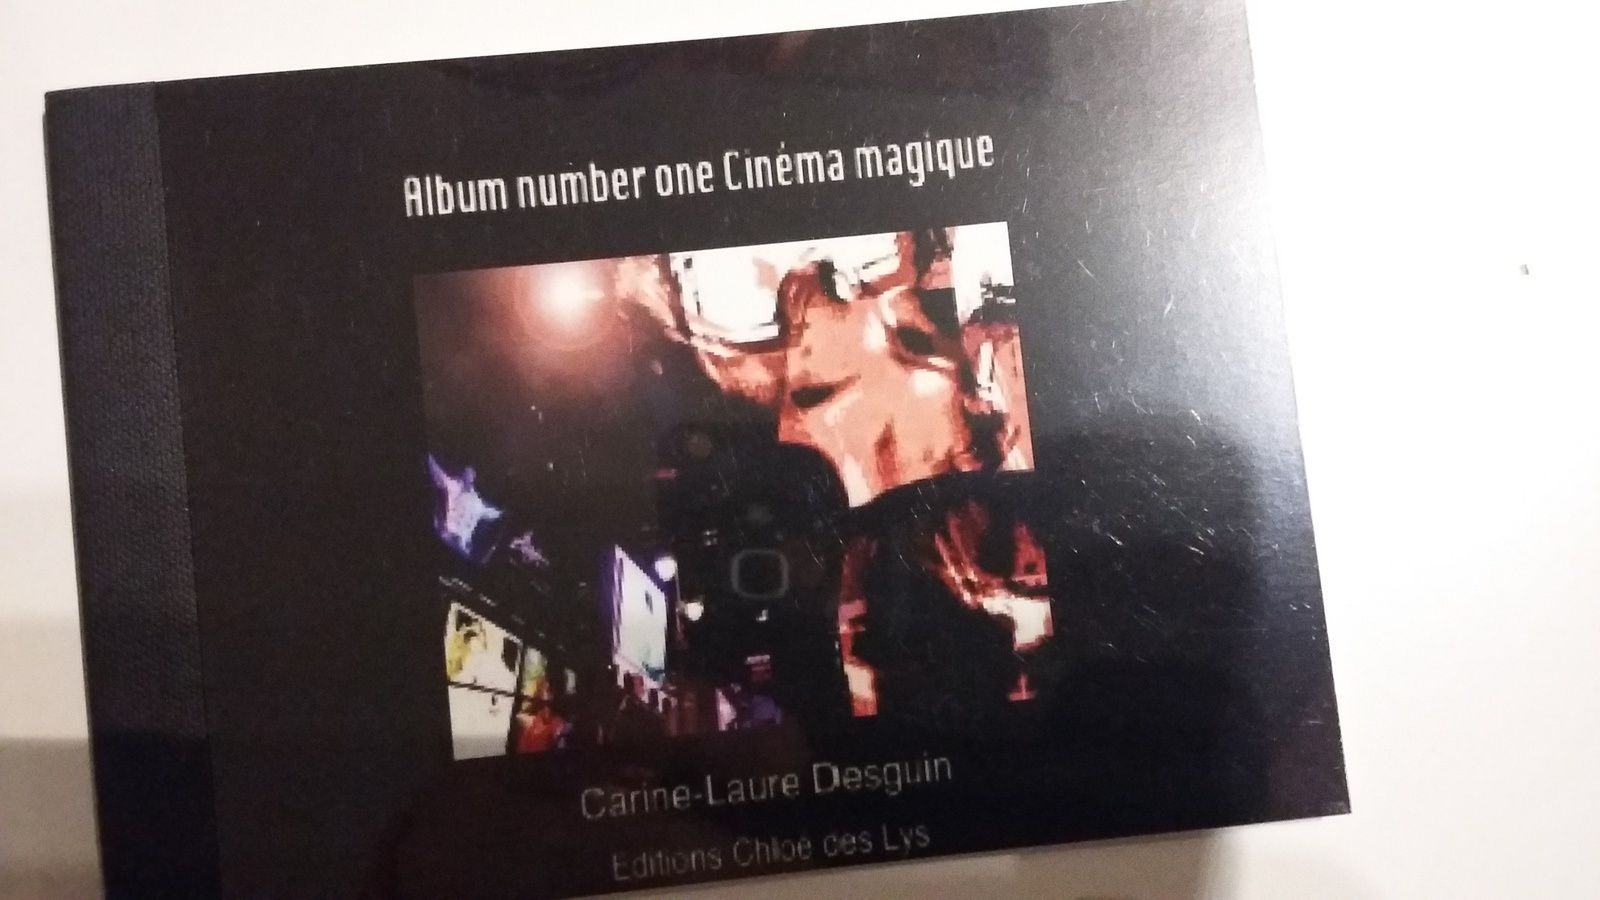 Album number one Cinéma magique
Carine-Laure Desguin
Editions Chloé des Lys